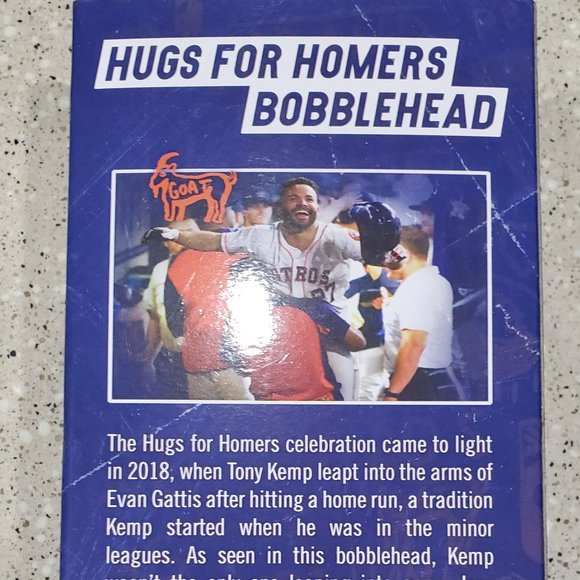 HUGS FOR HOMERS
BOBBLEHEAD
GOAT
TROS
27
The Hugs for Homers celebration came to light
in 2018, when Tony Kemp leapt into the arms of
Evan Gattis after hitting a home run, a tradition
Kemp started when he was in the minor
leagues. As seen in this bobblehead, Kemp